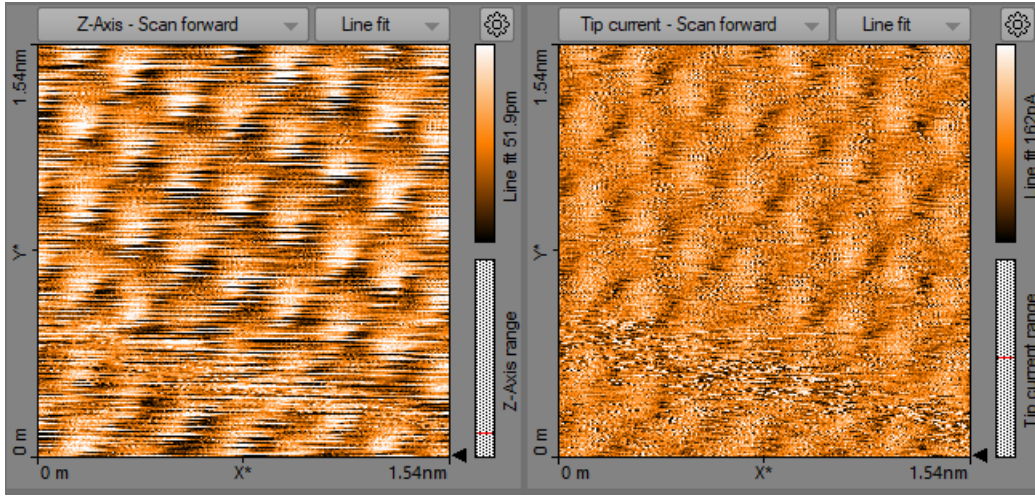 Z-Axis - Scan forward
Line fit
1.54nm
Y*
0 m
0 m
X*
1.54nm
Line fit 51.9pm
Z-Axis range
Tip current - Scan forward
Line fit
1.54nm
Y*
0 m
0 m
X*
1.54nm
Line fit
Tip current range